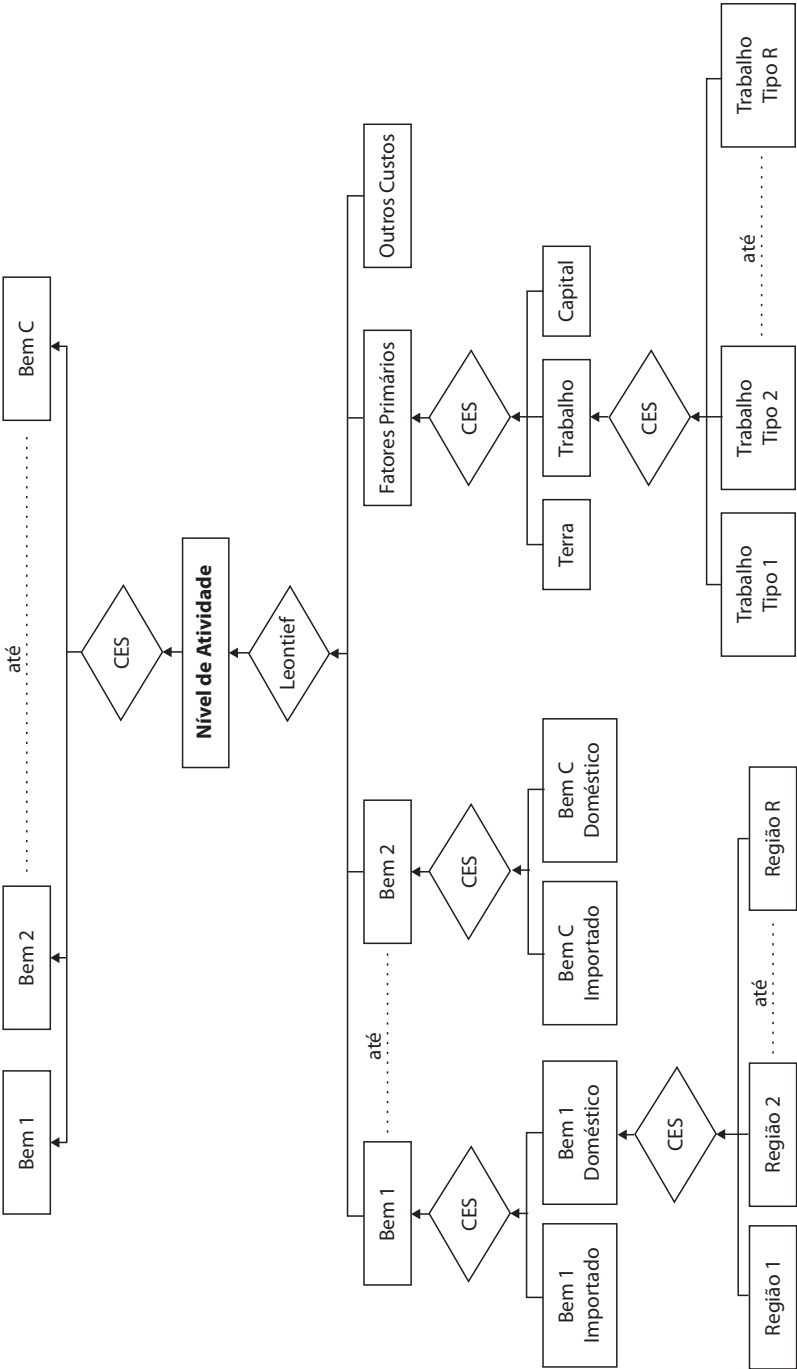 Bem 1
Bem 2
até
Bem C
CES
Nível de Atividade
Leontief
Bem 1
até
Bem 2
Fatores Primários
Outros Custos
CES
CES
CES
Bem 1
Importado
Bem 1
Doméstico
Bem C
Importado
Bem C
Doméstico
Terra
Trabalho
Capital
CES
CES
Região 1
Região 2
até
Região R
Trabalho
Tipo 1
Trabalho
Tipo 2
até
Trabalho
Tipo R